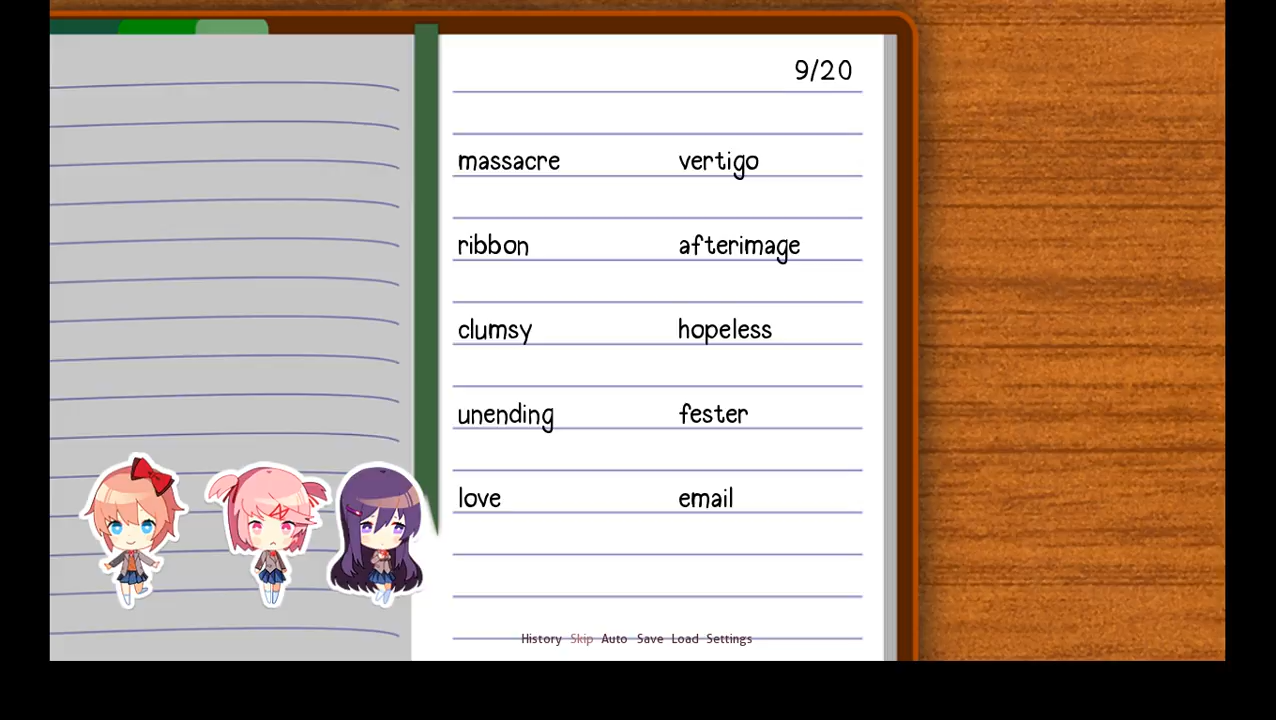 9/20
massacre vertigo
ribbon afterimage
clumsy hopeless
unending fester
love email
History Skip Auto Save Load Settings